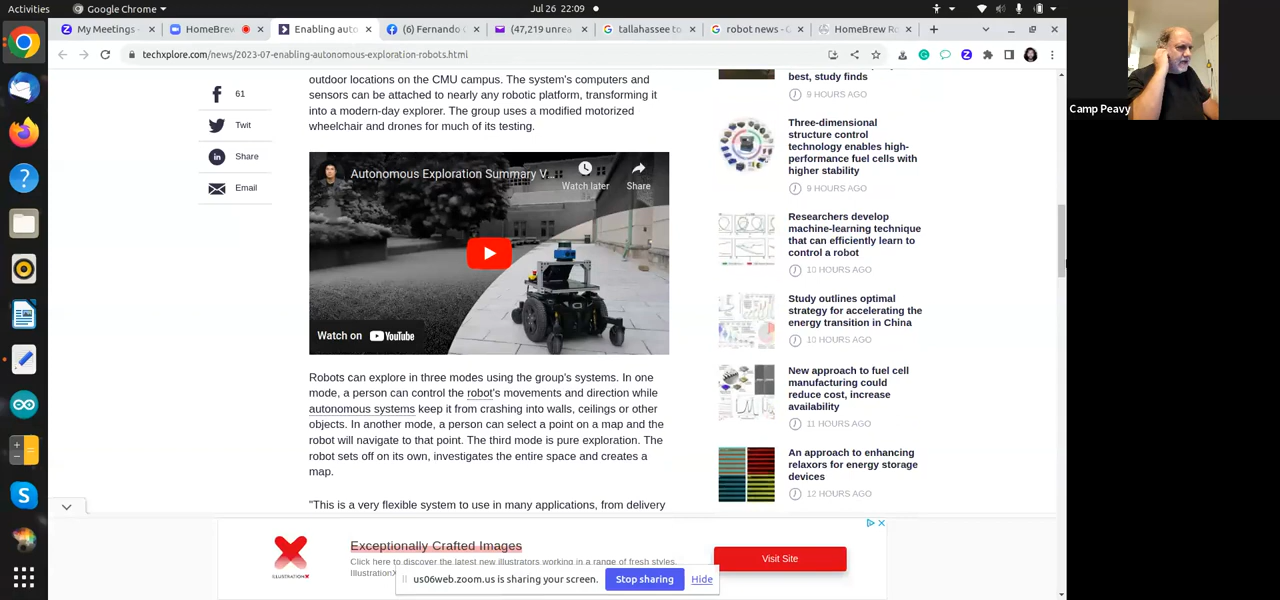 Activities
Google Chrome
Jul 26 22:09
My Meetings -
HomeBrew
Enabling auto
(6) Fernando
(47,219 unrea
tallahassee to
robot news - G
HomeBrew Ro
techxplore.com/news/2023-07-enabling-autonomous-exploration-robots.html
61
Twit
Share
Email
outdoor locations on the CMU campus. The system's computers and
sensors can be attached to nearly any robotic platform, transforming it
into a modern-day explorer. The group uses a modified motorized
wheelchair and drones for much of its testing.
Autonomous Exploration Summary V...
Watch later
Share
Watch on YouTube
Robots can explore in three modes using the group's systems. In one
mode, a person can control the robot's movements and direction while
autonomous systems keep it from crashing into walls, ceilings or other
objects. In another mode, a person can select a point on a map and the
robot will navigate to that point. The third mode is pure exploration. The
robot sets off on its own, investigates the entire space and creates a
map.
"This is a very flexible system to use in many applications, from delivery
best, study finds
9 HOURS AGO
Three-dimensional
structure control
technology enables high-
performance fuel cells with
higher stability
9 HOURS AGO
Researchers develop
machine-learning technique
that can efficiently learn to
control a robot
10 HOURS AGO
Study outlines optimal
strategy for accelerating the
energy transition in China
10 HOURS AGO
New approach to fuel cell
manufacturing could
reduce cost, increase
availability
11 HOURS AGO
An approach to enhancing
relaxors for energy storage
devices
12 HOURS AGO
ILLUSTRATIONX
Exceptionally Crafted Images
Click here to discover the latest new illustrators working in a range of fresh styles.
Illustration
Visit Site
us06web.zoom.us is sharing your screen.
Stop sharing
Hide
Camp Peavy